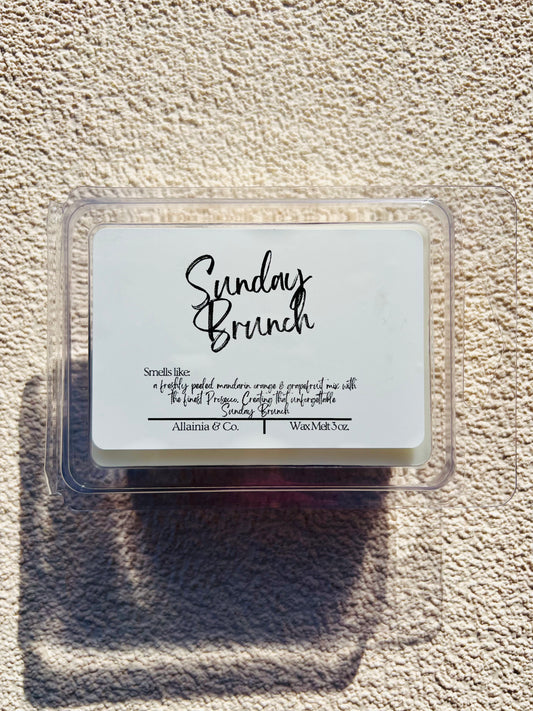 Sunday
Brunch
Smells like:
a freshly peeled mandarin orange & grapefruit mix with
the finest Prosecco. Creating that unforgettable
Sunday Brunch
Allainia & Co. Wax Melt 3 oz.